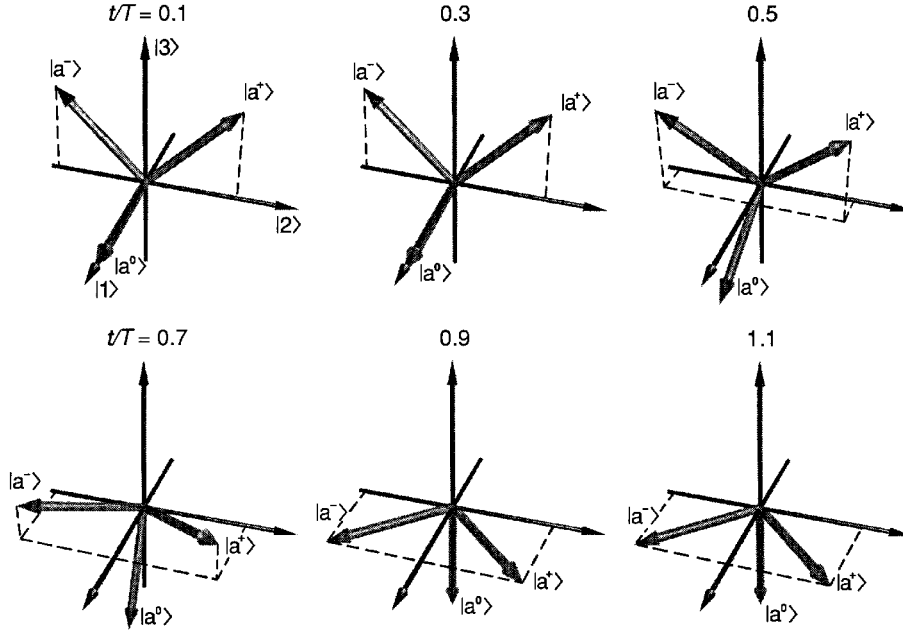 t/T = 0.1
0.3
0.5
|3⟩
|a⁻⟩
|a⁺⟩
|2⟩
|a⁰⟩
|1⟩
|a⁻⟩
|a⁺⟩
|a⁰⟩
|a⁻⟩
|a⁺⟩
|a⁰⟩
t/T = 0.7
0.9
1.1
|a⁻⟩
|a⁺⟩
|a⁰⟩
|a⁻⟩
|a⁺⟩
|a⁰⟩
|a⁻⟩
|a⁺⟩
|a⁰⟩